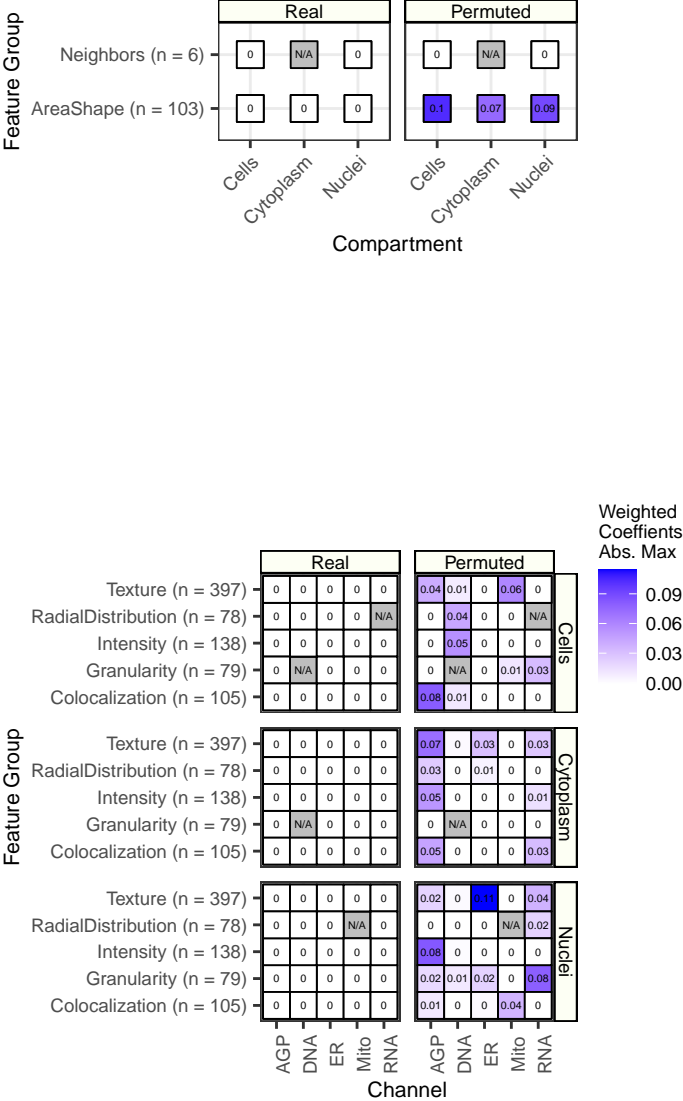 Real Permuted
Feature Group
Neighbors (n = 6) 0 N/A 0 0 N/A 0
AreaShape (n = 103) 0 0 0 0.1 0.07 0.09
Cells Cytoplasm Nuclei Cells Cytoplasm Nuclei
Compartment
Weighted
Coeffients
Abs. Max
0.09
0.06
0.03
0.00
Real Permuted
Feature Group
Texture (n = 397) 0 0 0 0 0 0.04 0.01 0 0.06 0
RadialDistribution (n = 78) 0 0 0 0 N/A 0 0.04 0 0 N/A
Intensity (n = 138) 0 0 0 0 0 0 0.05 0 0 0
Granularity (n = 79) 0 N/A 0 0 0 0 N/A 0 0.01 0.03
Colocalization (n = 105) 0 0 0 0 0 0.08 0.01 0 0 0
Cells
Texture (n = 397) 0 0 0 0 0 0.07 0 0.03 0 0.03
RadialDistribution (n = 78) 0 0 0 0 0 0.03 0 0.01 0 0
Intensity (n = 138) 0 0 0 0 0 0.05 0 0 0 0.01
Granularity (n = 79) 0 N/A 0 0 0 0 N/A 0 0 0
Colocalization (n = 105) 0 0 0 0 0 0.05 0 0 0 0.03
Cytoplasm
Texture (n = 397) 0 0 0 0 0 0.02 0 0.11 0 0.04
RadialDistribution (n = 78) 0 0 0 N/A 0 0 0 0 N/A 0.02
Intensity (n = 138) 0 0 0 0 0 0.08 0 0 0 0
Granularity (n = 79) 0 0 0 0 0 0.02 0.01 0.02 0 0.08
Colocalization (n = 105) 0 0 0 0 0 0.01 0 0 0.04 0
Nuclei
AGP DNA ER Mito RNA AGP DNA ER Mito RNA
Channel